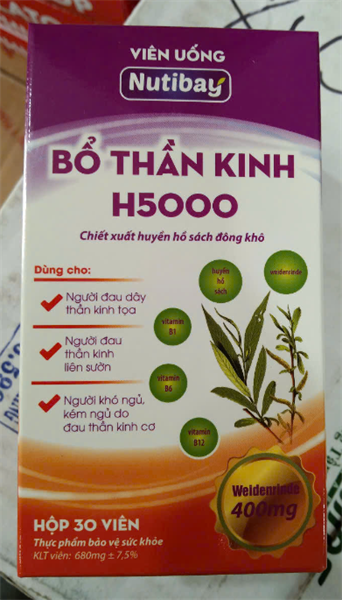 VIÊN UỐNG
Nutibay
BỔ THẦN KINH
H5000
Chiết xuất huyền hồ sách đông khô
Dùng cho:
Người đau dây
thần kinh tọa
Người đau
thần kinh
liên sườn
Người khó ngủ,
kém ngủ do
đau thần kinh cơ
huyền
hồ
sách
weidenrinde
vitamin
B1
vitamin
B6
vitamin
B12
Weidenrinde
400mg
HỘP 30 VIÊN
Thực phẩm bảo vệ sức khỏe
KLT viên: 680mg ± 7,5%